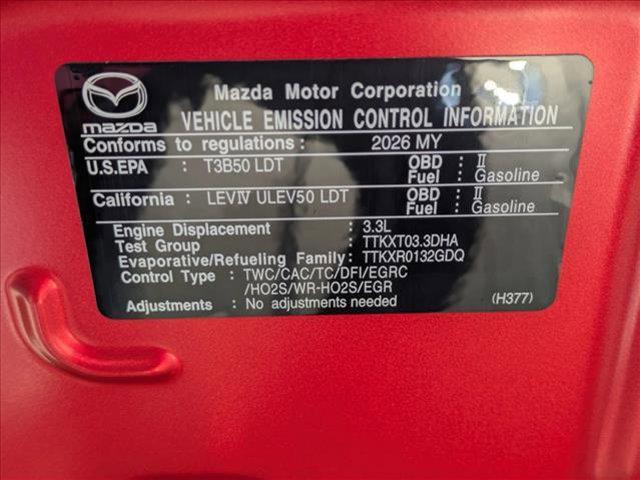 Mazda Motor Corporation
mazda VEHICLE EMISSION CONTROL INFORMATION
Conforms to regulations : 2026 MY
U.S.EPA : T3B50 LDT OBD : II
Fuel : Gasoline
California : LEVIV ULEV50 LDT OBD : II
Fuel : Gasoline
Engine Displacement : 3.3L
Test Group : TTKXT03.3DHA
Evaporative/Refueling Family: TTKXR0132GDQ
Control Type : TWC/CAC/TC/DFI/EGRC
/HO2S/WR-HO2S/EGR
Adjustments : No adjustments needed (H377)